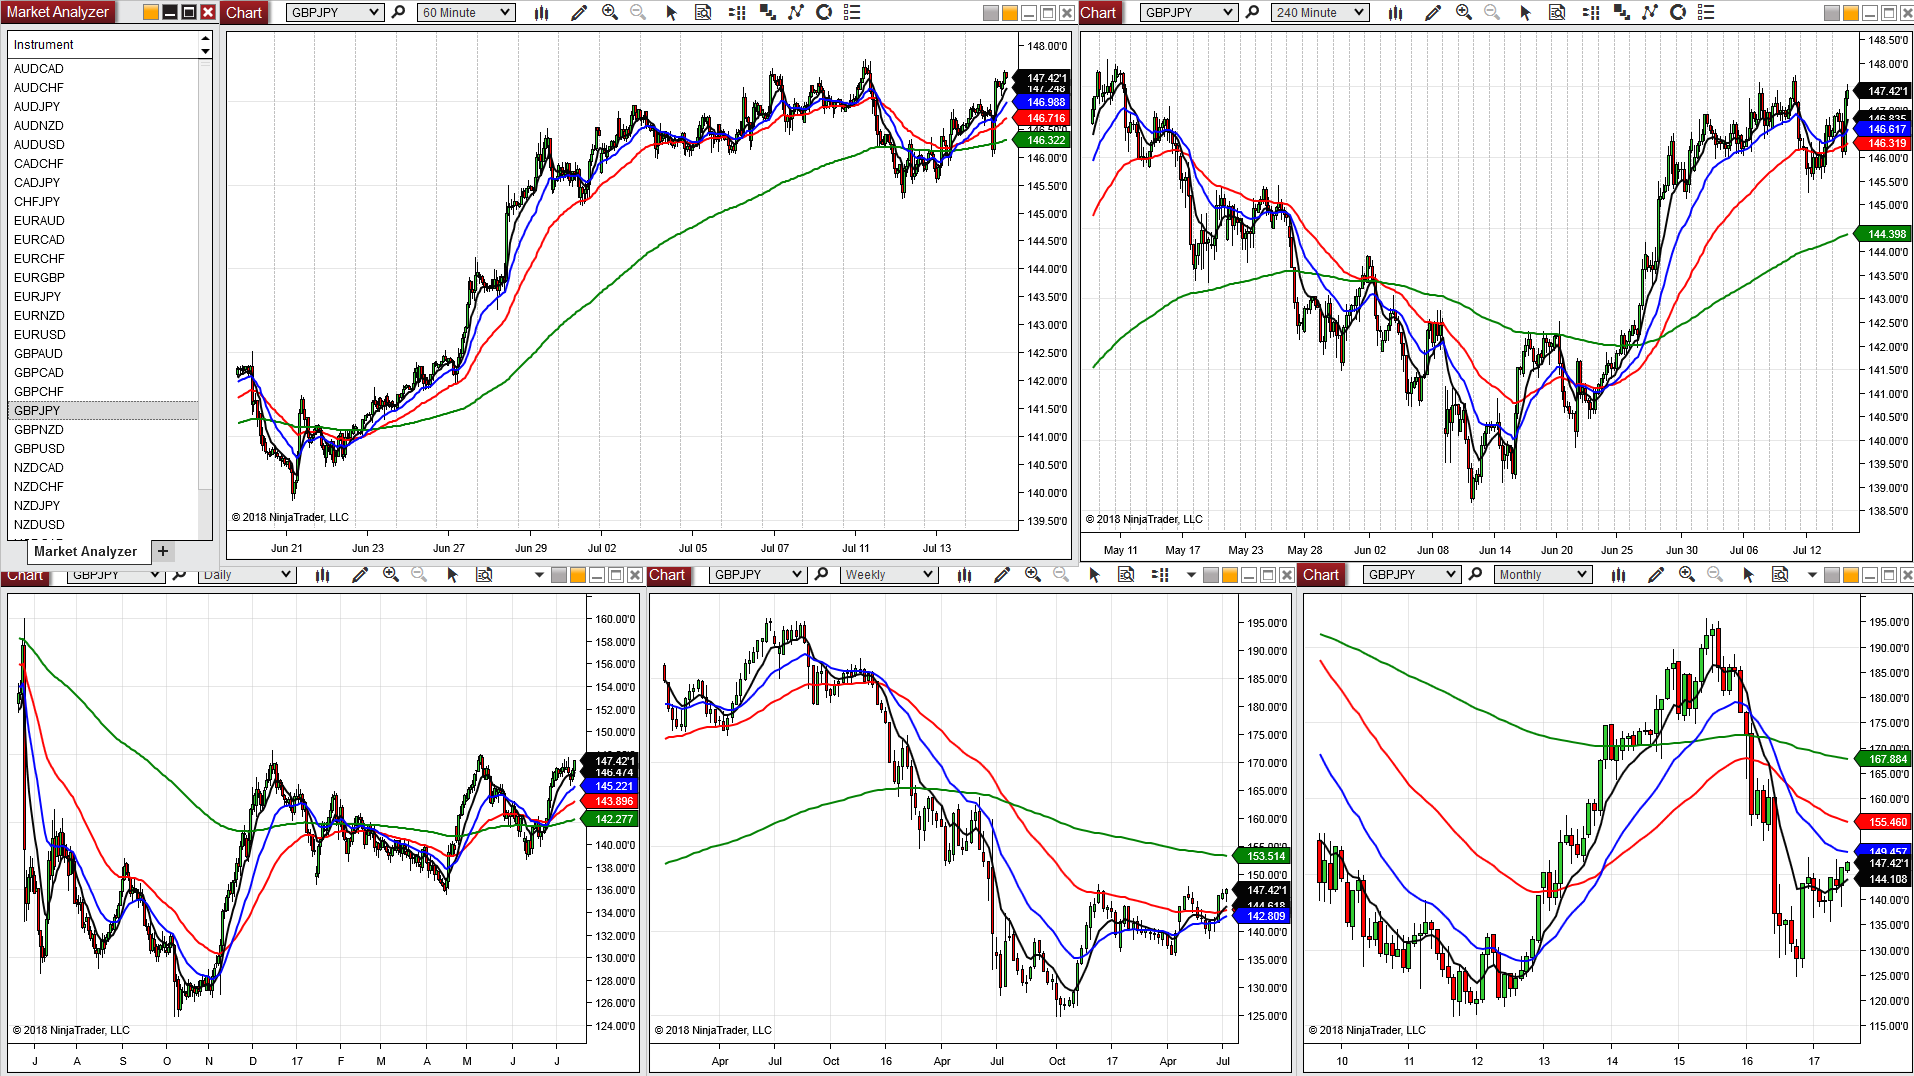 Market Analyzer
Instrument
AUDCAD
AUDCHF
AUDJPY
AUDNZD
AUDUSD
CADCHF
CADJPY
CHFJPY
EURAUD
EURCAD
EURCHF
EURGBP
EURJPY
EURNZD
EURUSD
GBPAUD
GBPCAD
GBPCHF
GBPJPY
GBPNZD
GBPUSD
NZDCAD
NZDCHF
NZDJPY
NZDUSD
Market Analyzer +
Chart GBPJPY 60 Minute
148.00'0
147.42'1
147.248
146.988
146.716
146.50'0
146.322
146.00'0
145.50'0
145.00'0
144.50'0
144.00'0
143.50'0
143.00'0
142.50'0
142.00'0
141.50'0
141.00'0
140.50'0
140.00'0
139.50'0
© 2018 NinjaTrader, LLC
Jun 21 Jun 23 Jun 27 Jun 29 Jul 02 Jul 05 Jul 07 Jul 11 Jul 13
Chart GBPJPY 240 Minute
148.50'0
148.00'0
147.42'1
147.00'0
146.835
146.617
146.319
146.00'0
145.50'0
145.00'0
144.398
144.00'0
143.50'0
143.00'0
142.50'0
142.00'0
141.50'0
141.00'0
140.50'0
140.00'0
139.50'0
139.00'0
138.50'0
© 2018 NinjaTrader, LLC
May 11 May 17 May 23 May 28 Jun 02 Jun 08 Jun 14 Jun 20 Jun 25 Jun 30 Jul 06 Jul 12
Chart GBPJPY Daily
160.00'0
158.00'0
156.00'0
154.00'0
152.00'0
150.00'0
147.42'1
146.474
145.221
143.896
142.277
140.00'0
138.00'0
136.00'0
134.00'0
132.00'0
130.00'0
128.00'0
126.00'0
124.00'0
© 2018 NinjaTrader, LLC
J A S O N D 17 F M A M J J
Chart GBPJPY Weekly
195.00'0
190.00'0
185.00'0
180.00'0
175.00'0
170.00'0
165.00'0
160.00'0
153.514
150.00'0
147.42'1
144.618
142.809
140.00'0
135.00'0
130.00'0
125.00'0
© 2018 NinjaTrader, LLC
Apr Jul Oct 16 Apr Jul Oct 17 Apr Jul
Chart GBPJPY Monthly
195.00'0
190.00'0
185.00'0
180.00'0
175.00'0
170.00'0
167.884
165.00'0
160.00'0
155.460
149.457
147.42'1
144.108
140.00'0
135.00'0
130.00'0
125.00'0
120.00'0
115.00'0
© 2018 NinjaTrader, LLC
10 11 12 13 14 15 16 17